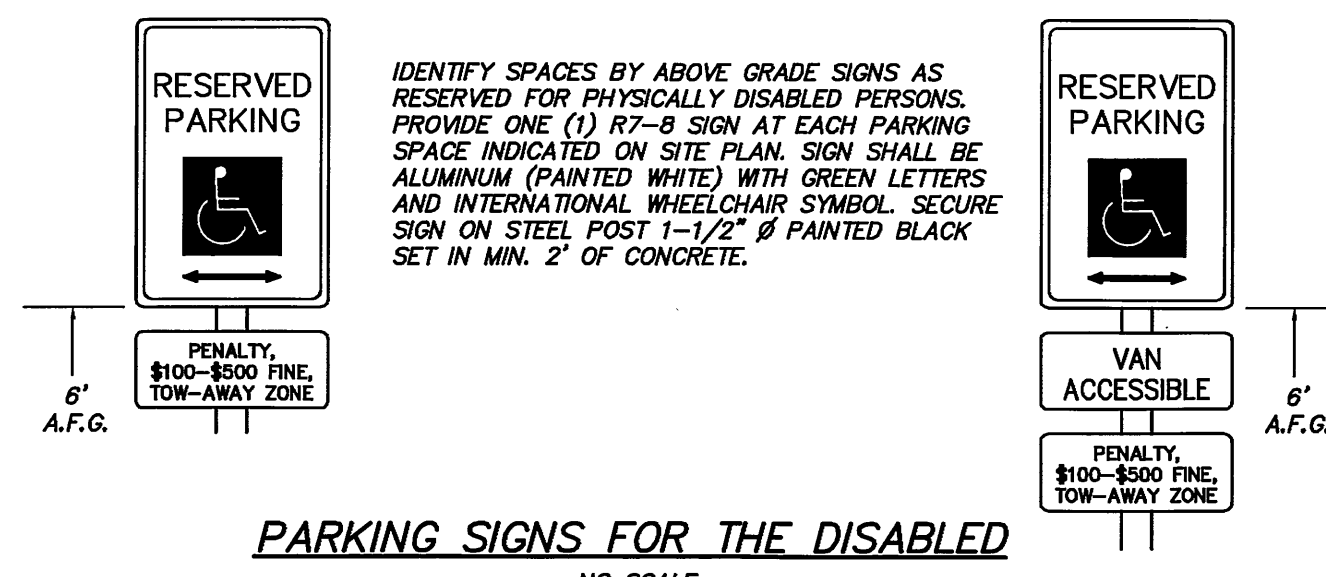 RESERVED
PARKING
PENALTY,
$100-$500 FINE,
TOW-AWAY ZONE
6'
A.F.G.
IDENTIFY SPACES BY ABOVE GRADE SIGNS AS
RESERVED FOR PHYSICALLY DISABLED PERSONS.
PROVIDE ONE (1) R7-8 SIGN AT EACH PARKING
SPACE INDICATED ON SITE PLAN. SIGN SHALL BE
ALUMINUM (PAINTED WHITE) WITH GREEN LETTERS
AND INTERNATIONAL WHEELCHAIR SYMBOL. SECURE
SIGN ON STEEL POST 1-1/2" Ø PAINTED BLACK
SET IN MIN. 2' OF CONCRETE.
RESERVED
PARKING
VAN
ACCESSIBLE
PENALTY,
$100-$500 FINE,
TOW-AWAY ZONE
6'
A.F.G.
PARKING SIGNS FOR THE DISABLED
NO SCALE